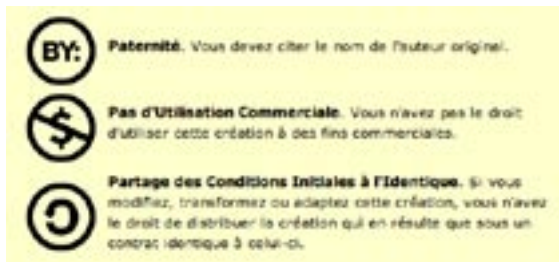 BY:
Paternité. Vous devez citer le nom de l'auteur original.
$
Pas d'Utilisation Commerciale. Vous n'avez pas le droit
d'utiliser cette création à des fins commerciales.
Partage des Conditions Initiales à l'Identique. Si vous
modifiez, transformez ou adaptez cette création, vous n'avez
le droit de distribuer la création qui en résulte que sous un
contrat identique à celui-ci.